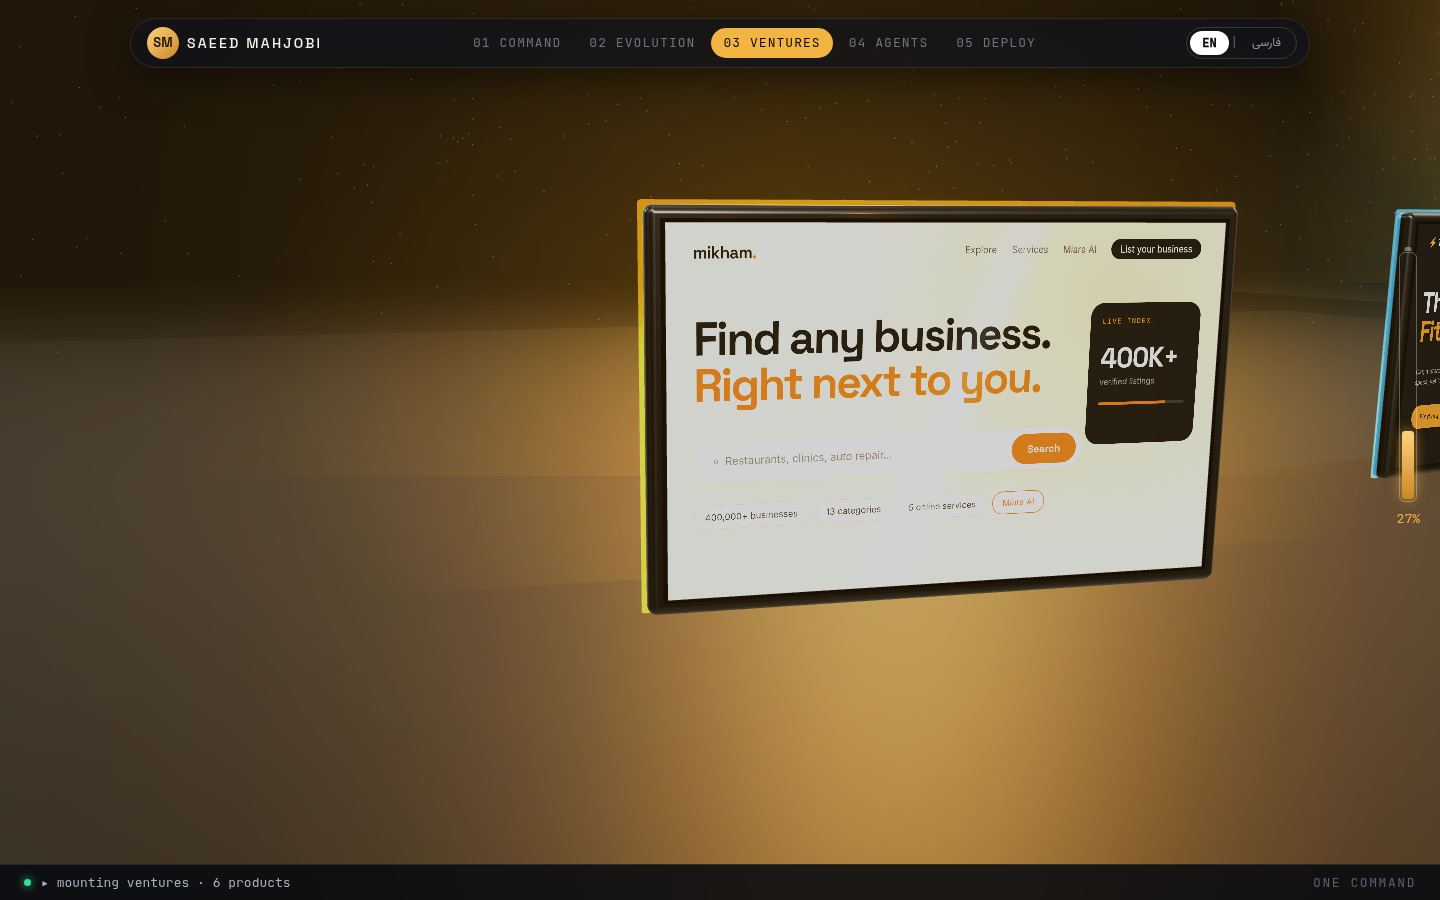 SM SAEED MAHJOBI
01 COMMAND 02 EVOLUTION 03 VENTURES 04 AGENTS 05 DEPLOY
EN | فارسی
mikham.
Explore Services Miara AI List your business
Find any business.
Right next to you.
LIVE INDEX
400K+
verified listings
Restaurants, clinics, auto repair...
Search
400,000+ businesses 13 categories 5 online services Miara AI
27%
▸ mounting ventures · 6 products
ONE COMMAND